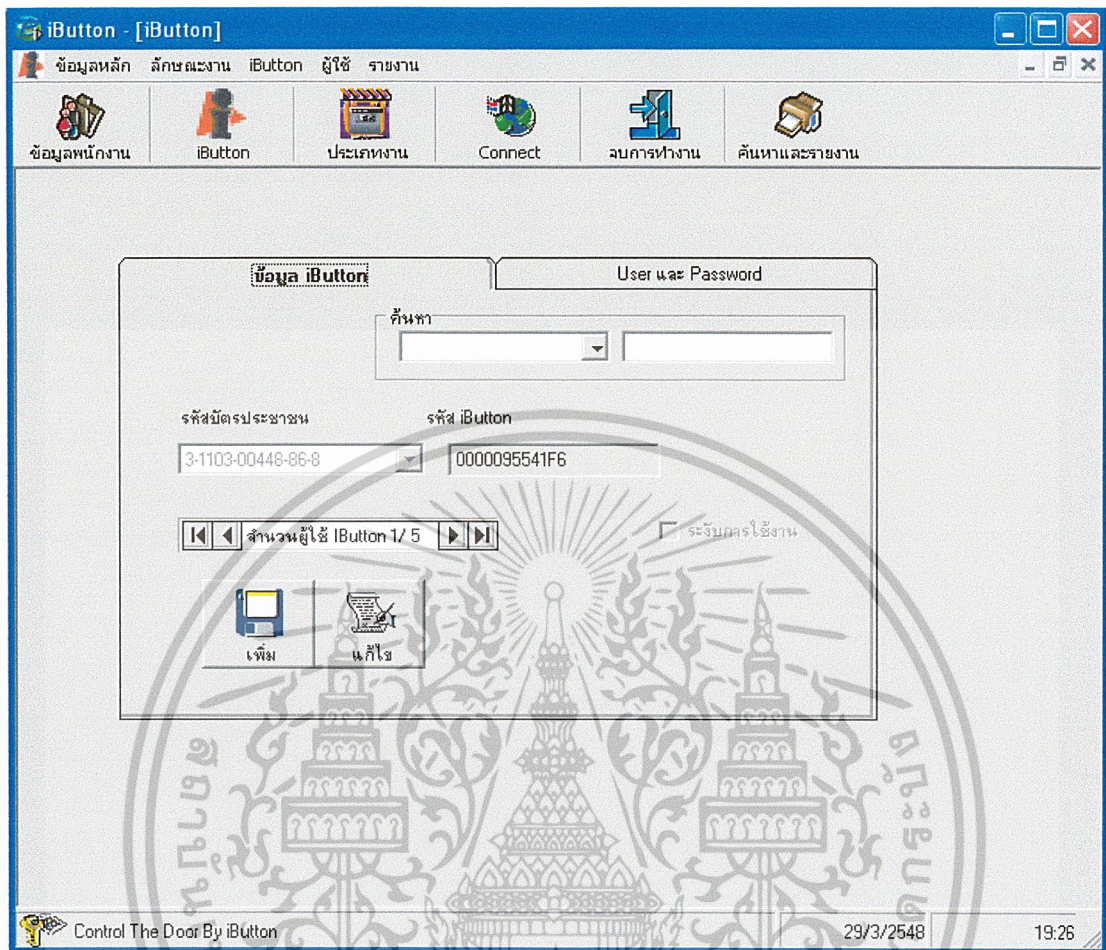 iButton - [iButton]
ข้อมูลหลัก ลักษณะงาน iButton ผู้ใช้ รายงาน
ข้อมูลพนักงาน iButton ประเภทงาน Connect จบการทำงาน ค้นหาและรายงาน
ข้อมูล iButton User และ Password
ค้นหา
รหัสบัตรประชาชน รหัส iButton
3-1103-00448-86-8 0000095541F6
จำนวนผู้ใช้ IButton 1/ 5 ระงับการใช้งาน
เพิ่ม แก้ไข
Control The Door By iButton 29/3/2548 19:26